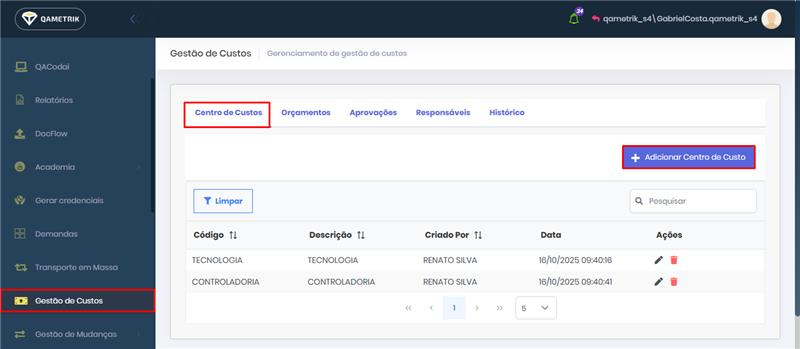 QAMETRIK
34
qametrik_s4\GabrielCosta.qametrik_s4
QACodai
Relatórios
DocFlow
Academia
Gerar credenciais
Demandas
Transporte em Massa
Gestão de Custos
Gestão de Mudanças
Gestão de Custos
Gerenciamento de gestão de custos
Centro de Custos Orçamentos Aprovações Responsáveis Histórico
+ Adicionar Centro de Custo
Limpar
Pesquisar
Código Descrição Criado Por Data Ações
TECNOLOGIA TECNOLOGIA RENATO SILVA 16/10/2025 09:40:16
CONTROLADORIA CONTROLADORIA RENATO SILVA 16/10/2025 09:40:41
« ‹ 1 › » 5